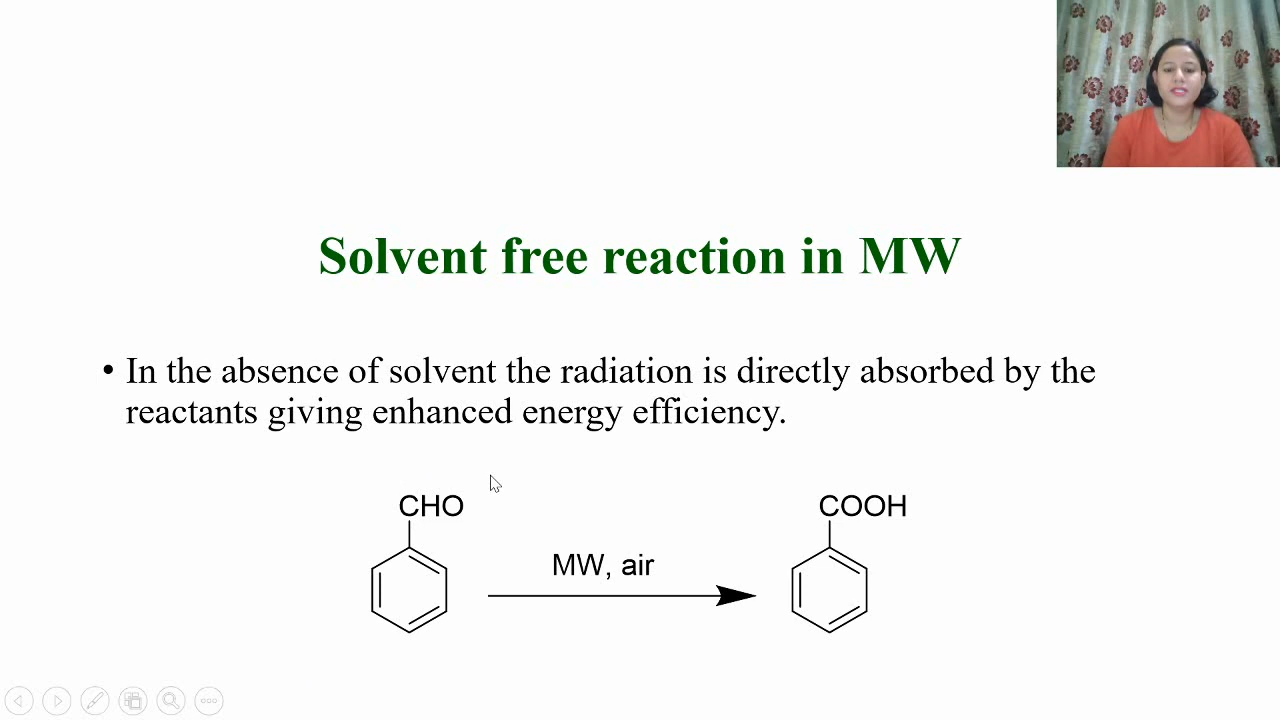 Solvent free reaction in MW
• In the absence of solvent the radiation is directly absorbed by the
reactants giving enhanced energy efficiency.
CHO
MW, air
COOH